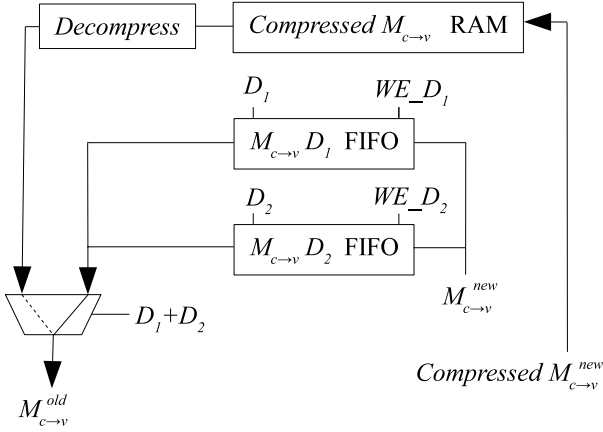 Decompress
Compressed M_{c→v} RAM
D_1
WE_D_1
M_{c→v} D_1 FIFO
D_2
WE_D_2
M_{c→v} D_2 FIFO
M_{c→v}^{new}
D_1+D_2
Compressed M_{c→v}^{new}
M_{c→v}^{old}